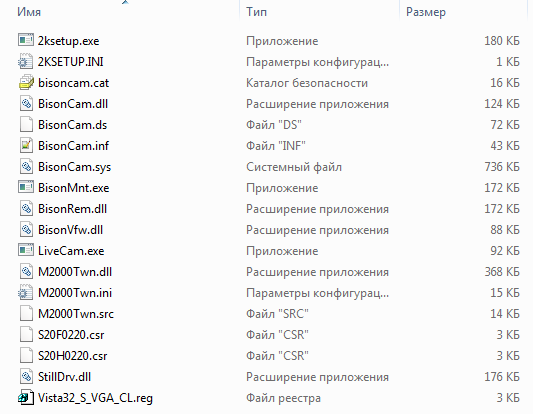 Имя Тип Размер
2ksetup.exe Приложение 180 КБ
2KSETUP.INI Параметры конфигурац... 1 КБ
bisoncam.cat Каталог безопасности 16 КБ
BisonCam.dll Расширение приложения 124 КБ
BisonCam.ds Файл "DS" 72 КБ
BisonCam.inf Файл "INF" 43 КБ
BisonCam.sys Системный файл 736 КБ
BisonMnt.exe Приложение 172 КБ
BisonRem.dll Расширение приложения 172 КБ
BisonVfw.dll Расширение приложения 88 КБ
LiveCam.exe Приложение 92 КБ
M2000Twn.dll Расширение приложения 368 КБ
M2000Twn.ini Параметры конфигурац... 15 КБ
M2000Twn.src Файл "SRC" 14 КБ
S20F0220.csr Файл "CSR" 3 КБ
S20H0220.csr Файл "CSR" 3 КБ
StillDrv.dll Расширение приложения 176 КБ
Vista32_S_VGA_CL.reg Файл реестра 3 КБ